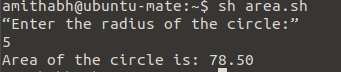 amithabh@ubuntu-mate:~$ sh area.sh
“Enter the radius of the circle:”
5
Area of the circle is: 78.50